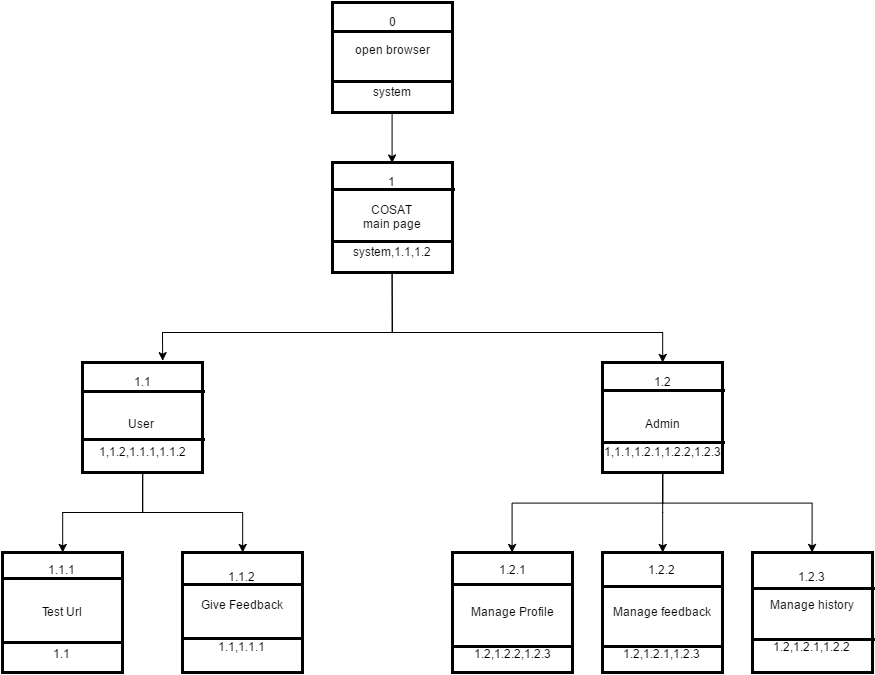 0
open browser
system
1
COSAT
main page
system,1.1,1.2
1.1
User
1,1.2,1.1.1,1.1.2
1.2
Admin
1,1.1,1.2.1,1.2.2,1.2.3
1.1.1
Test Url
1.1
1.1.2
Give Feedback
1.1,1.1.1
1.2.1
Manage Profile
1.2,1.2.2,1.2.3
1.2.2
Manage feedback
1.2,1.2.1,1.2.3
1.2.3
Manage history
1.2,1.2.1,1.2.2